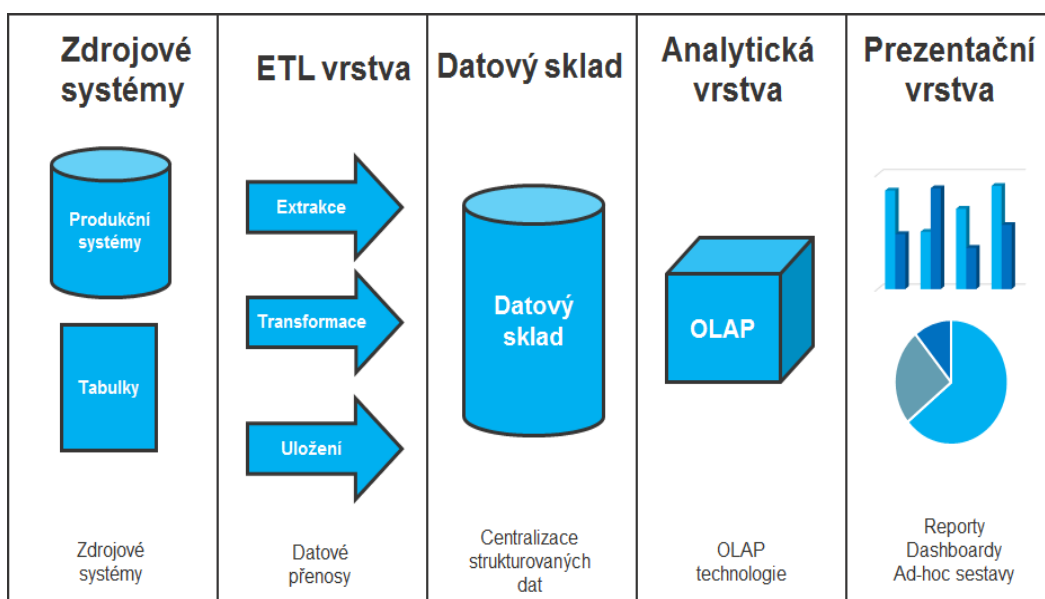 Zdrojové
systémy
ETL vrstva
Datový sklad
Analytická
vrstva
Prezentační
vrstva
Produkční
systémy
Tabulky
Extrakce
Transformace
Uložení
Datový
sklad
OLAP
Zdrojové
systémy
Datové
přenosy
Centralizace
strukturovaných
dat
OLAP
technologie
Reporty
Dashboardy
Ad-hoc sestavy